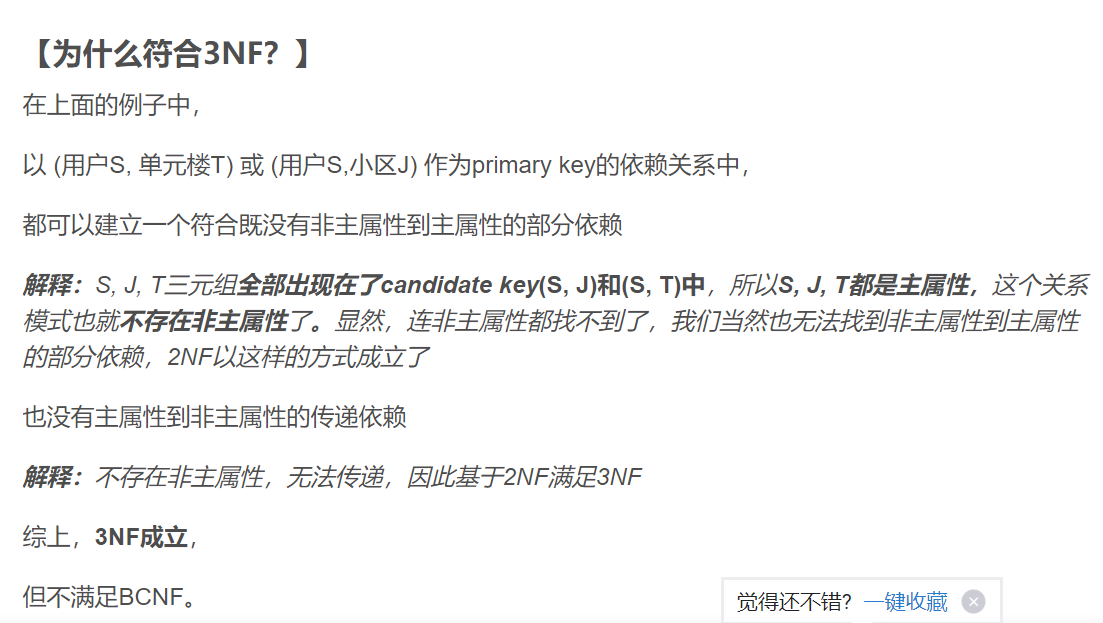 【为什么符合3NF？】
在上面的例子中，
以 (用户S, 单元楼T) 或 (用户S,小区J) 作为primary key的依赖关系中，
都可以建立一个符合既没有非主属性到主属性的部分依赖
解释：S, J, T三元组全部出现在了candidate key(S, J)和(S, T)中，所以S, J, T都是主属性，这个关系
模式也就不存在非主属性了。显然，连非主属性都找不到了，我们当然也无法找到非主属性到主属性
的部分依赖，2NF以这样的方式成立了
也没有主属性到非主属性的传递依赖
解释：不存在非主属性，无法传递，因此基于2NF满足3NF
综上，3NF成立，
但不满足BCNF。
觉得还不错? 一键收藏